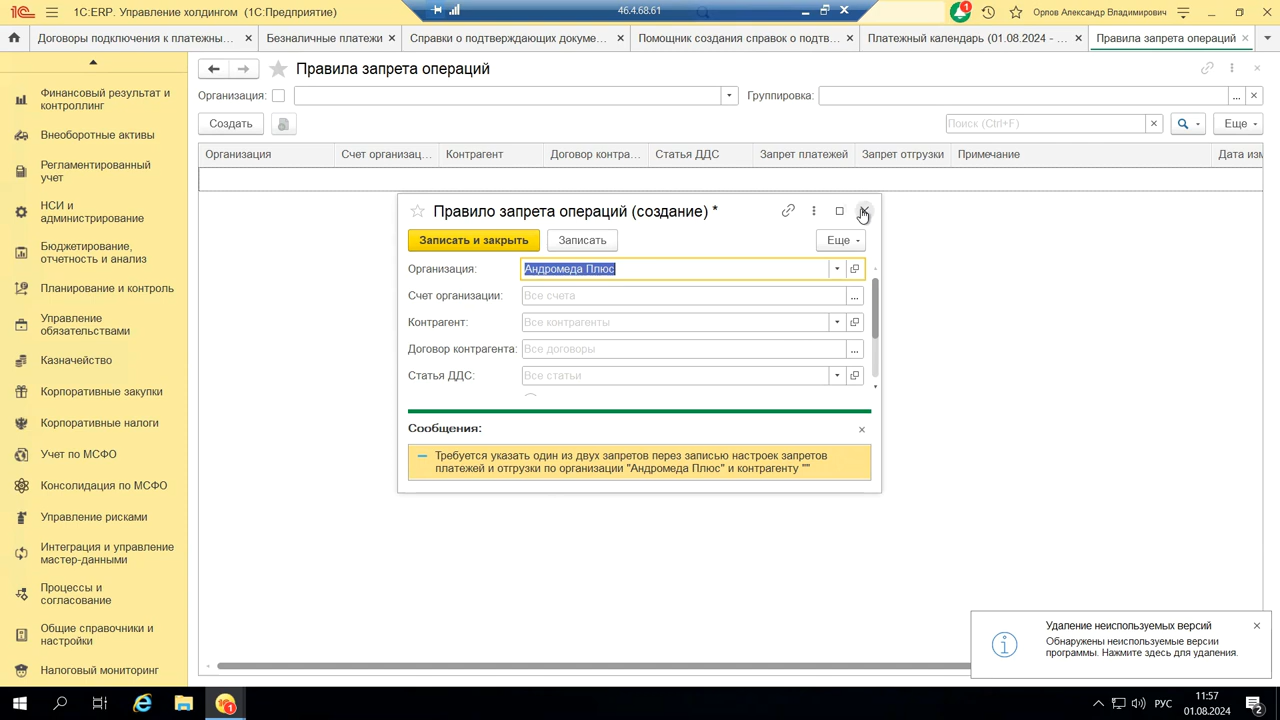 1С:ERP. Управление холдингом (1С:Предприятие)
46.4.68.61
1
Орлов Александр Владимирович
Договоры подключения к платежны...
Безналичные платежи
Справки о подтверждающих докуме...
Помощник создания справок о подтв...
Платежный календарь (01.08.2024 - ...
Правила запрета операций
Финансовый результат и
контроллинг
Внеоборотные активы
Регламентированный
учет
НСИ и
администрирование
Бюджетирование,
отчетность и анализ
Планирование и контроль
Управление
обязательствами
Казначейство
Корпоративные закупки
Корпоративные налоги
Учет по МСФО
Консолидация по МСФО
Управление рисками
Интеграция и управление
мастер-данными
Процессы и
согласование
Общие справочники и
настройки
Налоговый мониторинг
Правила запрета операций
Организация:
Группировка:
Создать
Поиск (Ctrl+F)
Еще
Организация
Счет организац...
Контрагент
Договор контра...
Статья ДДС
Запрет платежей
Запрет отгрузки
Примечание
Дата изм
Правило запрета операций (создание) *
Записать и закрыть
Записать
Еще
Организация: Андромеда Плюс
Счет организации: Все счета
Контрагент: Все контрагенты
Договор контрагента: Все договоры
Статья ДДС: Все статьи
Сообщения:
Требуется указать один из двух запретов перез записью настроек запретов
платежей и отгрузки по организации "Андромеда Плюс" и контрагенту ""
Удаление неиспользуемых версий
Обнаружены неиспользуемые версии
программы. Нажмите здесь для удаления.
1
РУС
11:57
01.08.2024
2